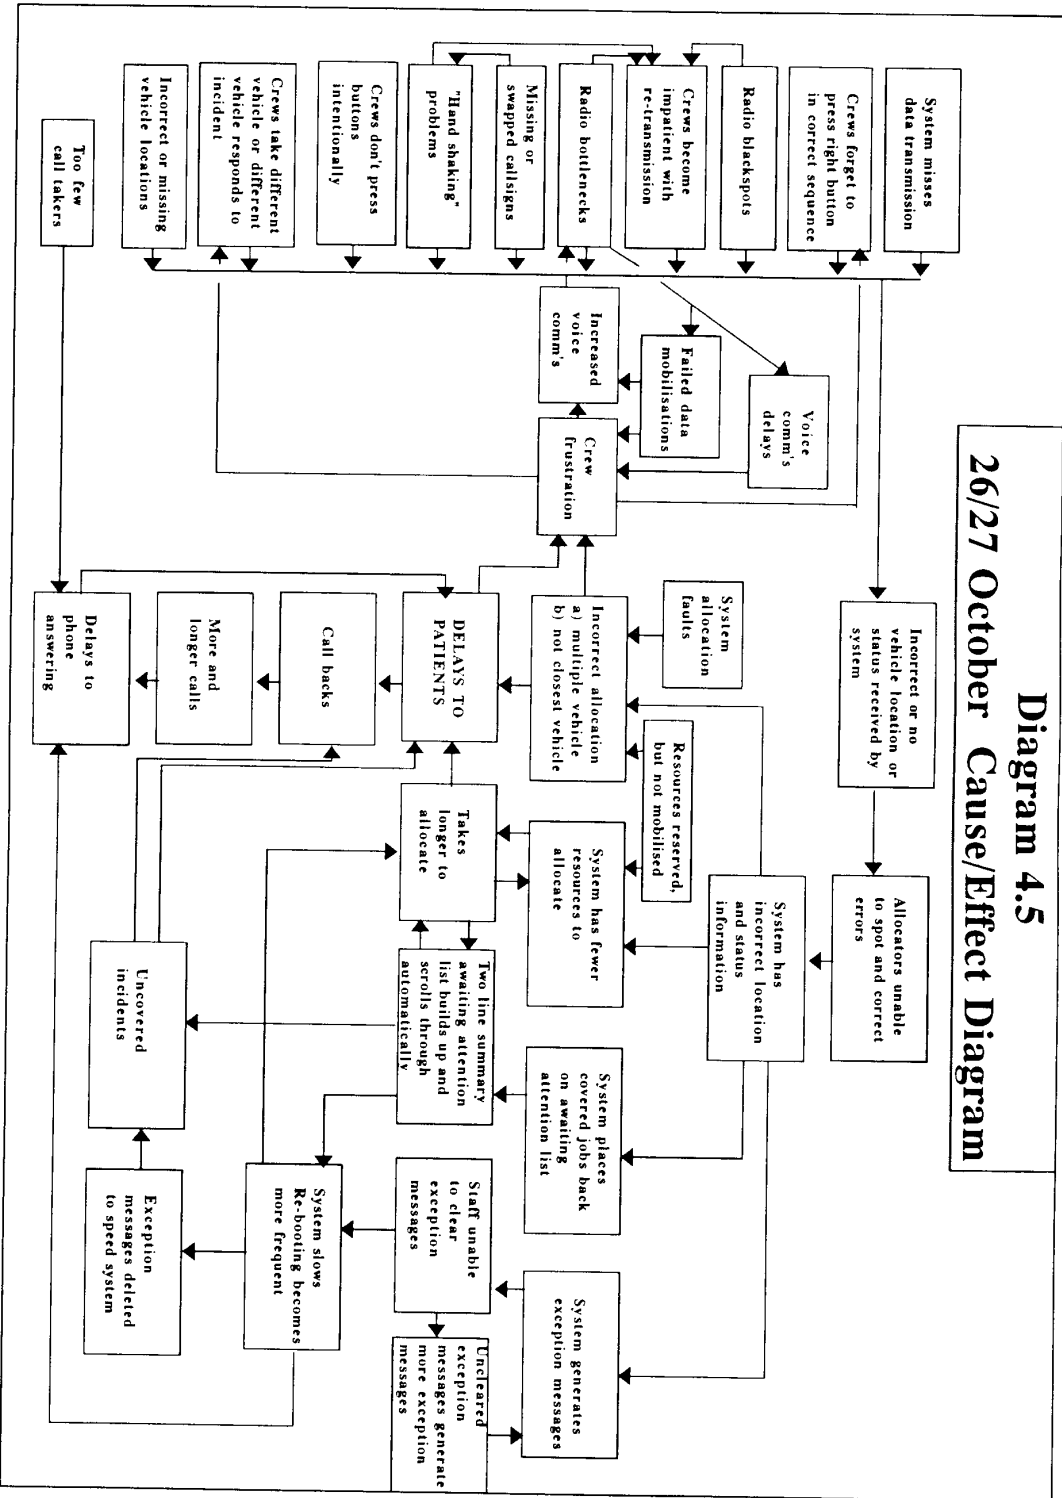 Diagram 4.5
26/27 October Cause/Effect Diagram
System misses
data transmission
Crews forget to
press right button
in correct sequence
Radio blackspots
Crews become
impatient with
re-transmission
Radio bottlenecks
Missing or
swapped callsigns
"Hand shaking"
problems
Crews don't press
buttons
intentionally
Crews take different
vehicle or different
vehicle responds to
incident
Incorrect or missing
vehicle locations
Too few
call takers
Voice
comm's
delays
Failed data
mobilisations
Increased
voice
comm's
Crew
frustration
Incorrect or no
vehicle location or
status received by
system
Allocators unable
to spot and correct
errors
System has
incorrect location
and status
information
System
allocation
faults
Resources reserved,
but not mobilised
Incorrect allocation
a) multiple vehicle
b) not closest vehicle
System has fewer
resources to
allocate
System places
covered jobs back
on awaiting
attention list
System generates
exception messages
DELAYS TO
PATIENTS
Takes
longer to
allocate
Two line summary
awaiting attention
list builds up and
scrolls through
automatically
Staff unable
to clear
exception
messages
Uncleared
exception
messages generate
more exception
messages
Call backs
System slows
Re-booting becomes
more frequent
More and
longer calls
Uncovered
incidents
Exception
messages deleted
to speed system
Delays to
phone
answering